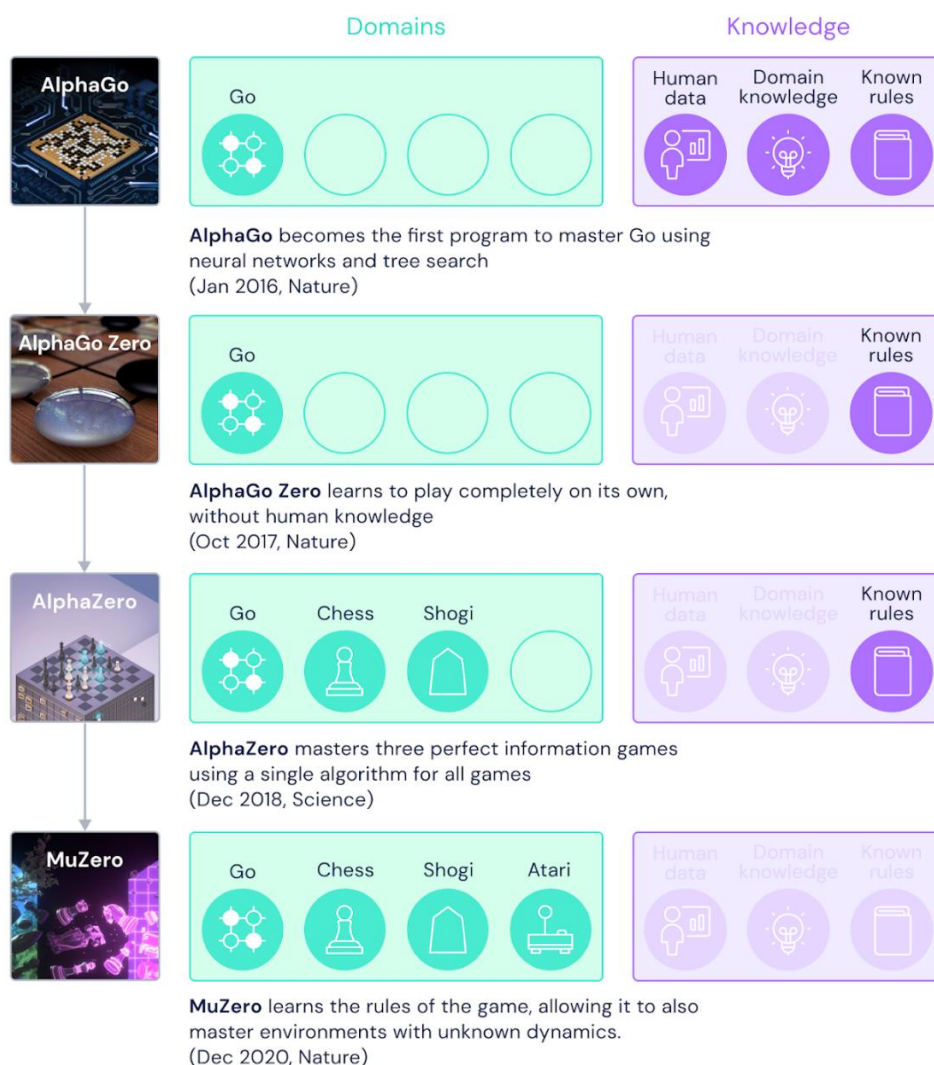 Domains
Knowledge
AlphaGo
Go
Human
data
Domain
knowledge
Known
rules
AlphaGo becomes the first program to master Go using
neural networks and tree search
(Jan 2016, Nature)
AlphaGo Zero
Go
Human
data
Domain
knowledge
Known
rules
AlphaGo Zero learns to play completely on its own,
without human knowledge
(Oct 2017, Nature)
AlphaZero
Go
Chess
Shogi
Human
data
Domain
knowledge
Known
rules
AlphaZero masters three perfect information games
using a single algorithm for all games
(Dec 2018, Science)
MuZero
Go
Chess
Shogi
Atari
Human
data
Domain
knowledge
Known
rules
MuZero learns the rules of the game, allowing it to also
master environments with unknown dynamics.
(Dec 2020, Nature)